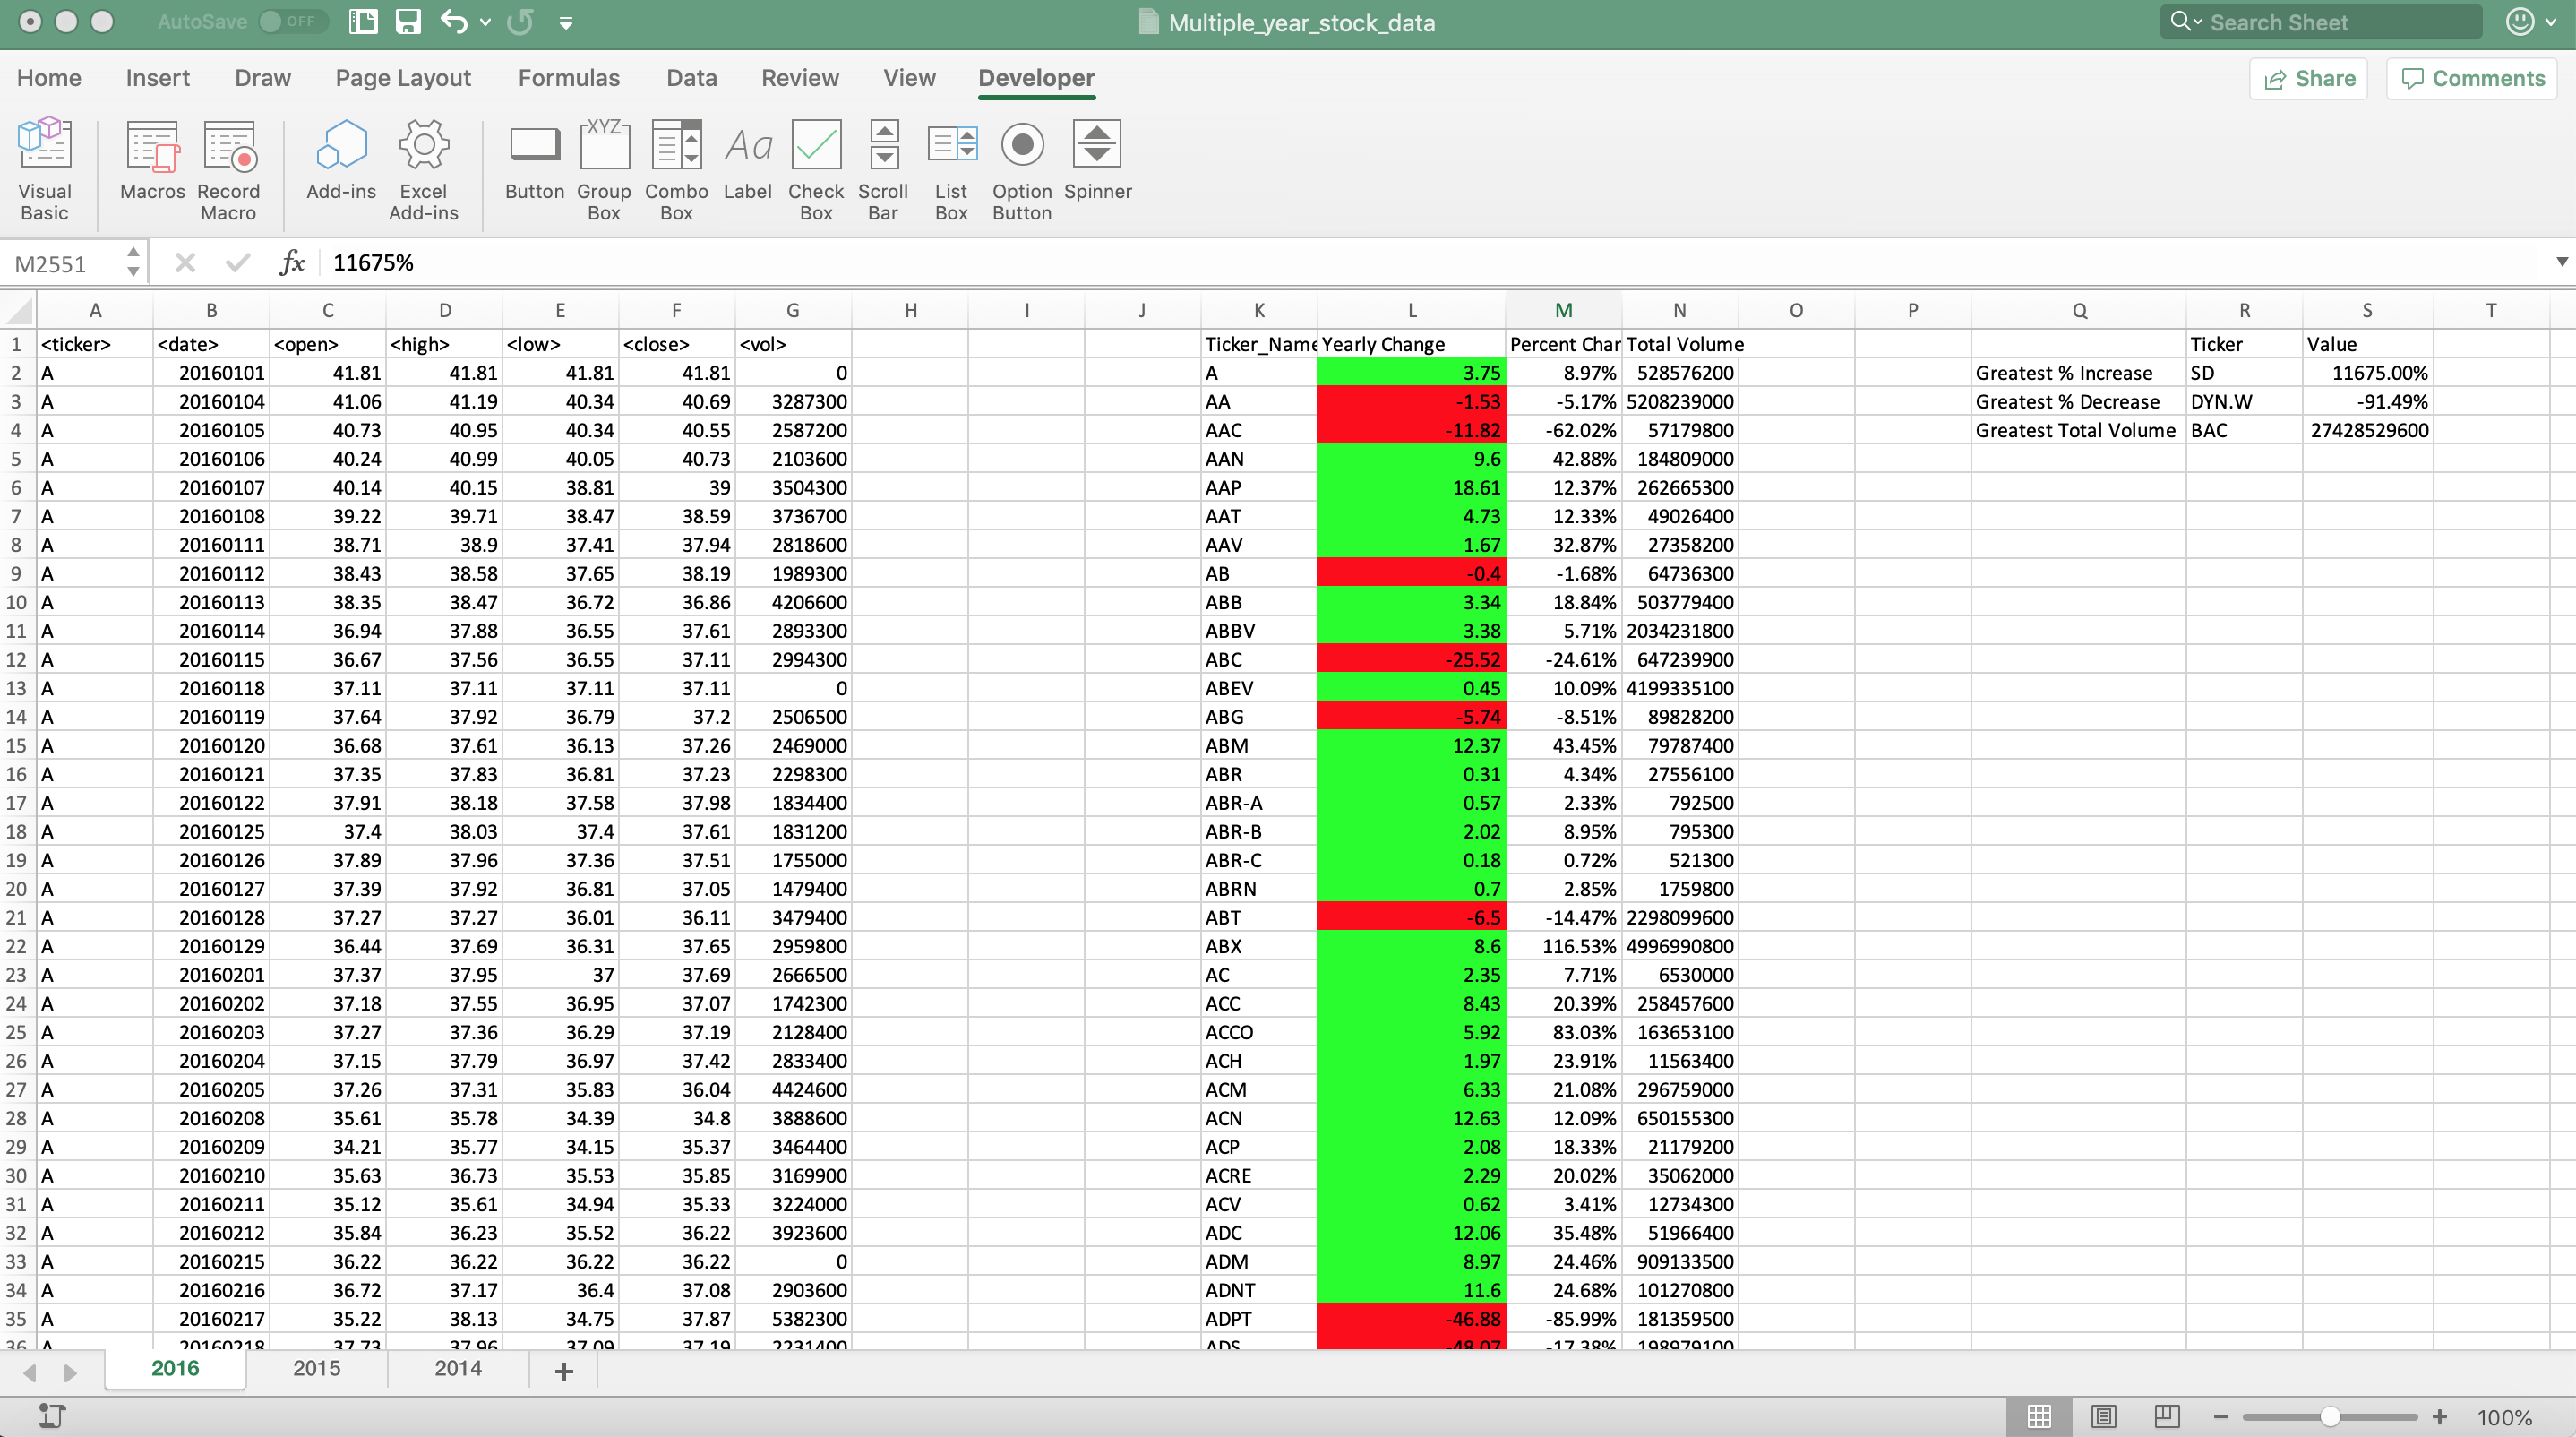 AutoSave OFF Multiple_year_stock_data Search Sheet
Home Insert Draw Page Layout Formulas Data Review View Developer Share Comments
XYZ Aa
Visual Basic Macros Record Macro Add-ins Excel Add-ins Button Group Box Combo Box Label Check Box Scroll Bar List Box Option Button Spinner
M2551 fx 11675%
A B C D E F G H I J K L M N O P Q R S T
1 <ticker> <date> <open> <high> <low> <close> <vol> Ticker_Name Yearly Change Percent Char Total Volume Ticker Value
2 A 20160101 41.81 41.81 41.81 41.81 0 A 3.75 8.97% 528576200 Greatest % Increase SD 11675.00%
3 A 20160104 41.06 41.19 40.34 40.69 3287300 AA -1.53 -5.17% 5208239000 Greatest % Decrease DYN.W -91.49%
4 A 20160105 40.73 40.95 40.34 40.55 2587200 AAC -11.82 -62.02% 57179800 Greatest Total Volume BAC 27428529600
5 A 20160106 40.24 40.99 40.05 40.73 2103600 AAN 9.6 42.88% 184809000
6 A 20160107 40.14 40.15 38.81 39 3504300 AAP 18.61 12.37% 262665300
7 A 20160108 39.22 39.71 38.47 38.59 3736700 AAT 4.73 12.33% 49026400
8 A 20160111 38.71 38.9 37.41 37.94 2818600 AAV 1.67 32.87% 27358200
9 A 20160112 38.43 38.58 37.65 38.19 1989300 AB -0.4 -1.68% 64736300
10 A 20160113 38.35 38.47 36.72 36.86 4206600 ABB 3.34 18.84% 503779400
11 A 20160114 36.94 37.88 36.55 37.61 2893300 ABBV 3.38 5.71% 2034231800
12 A 20160115 36.67 37.56 36.55 37.11 2994300 ABC -25.52 -24.61% 647239900
13 A 20160118 37.11 37.11 37.11 37.11 0 ABEV 0.45 10.09% 4199335100
14 A 20160119 37.64 37.92 36.79 37.2 2506500 ABG -5.74 -8.51% 89828200
15 A 20160120 36.68 37.61 36.13 37.26 2469000 ABM 12.37 43.45% 79787400
16 A 20160121 37.35 37.83 36.81 37.23 2298300 ABR 0.31 4.34% 27556100
17 A 20160122 37.91 38.18 37.58 37.98 1834400 ABR-A 0.57 2.33% 792500
18 A 20160125 37.4 38.03 37.4 37.61 1831200 ABR-B 2.02 8.95% 795300
19 A 20160126 37.89 37.96 37.36 37.51 1755000 ABR-C 0.18 0.72% 521300
20 A 20160127 37.39 37.92 36.81 37.05 1479400 ABRN 0.7 2.85% 1759800
21 A 20160128 37.27 37.27 36.01 36.11 3479400 ABT -6.5 -14.47% 2298099600
22 A 20160129 36.44 37.69 36.31 37.65 2959800 ABX 8.6 116.53% 4996990800
23 A 20160201 37.37 37.95 37 37.69 2666500 AC 2.35 7.71% 6530000
24 A 20160202 37.18 37.55 36.95 37.07 1742300 ACC 8.43 20.39% 258457600
25 A 20160203 37.27 37.36 36.29 37.19 2128400 ACCO 5.92 83.03% 163653100
26 A 20160204 37.15 37.79 36.97 37.42 2833400 ACH 1.97 23.91% 11563400
27 A 20160205 37.26 37.31 35.83 36.04 4424600 ACM 6.33 21.08% 296759000
28 A 20160208 35.61 35.78 34.39 34.8 3888600 ACN 12.63 12.09% 650155300
29 A 20160209 34.21 35.77 34.15 35.37 3464400 ACP 2.08 18.33% 21179200
30 A 20160210 35.63 36.73 35.53 35.85 3169900 ACRE 2.29 20.02% 35062000
31 A 20160211 35.12 35.61 34.94 35.33 3224000 ACV 0.62 3.41% 12734300
32 A 20160212 35.84 36.23 35.52 36.22 3923600 ADC 12.06 35.48% 51966400
33 A 20160215 36.22 36.22 36.22 36.22 0 ADM 8.97 24.46% 909133500
34 A 20160216 36.72 37.17 36.4 37.08 2903600 ADNT 11.6 24.68% 101270800
35 A 20160217 35.22 38.13 34.75 37.87 5382300 ADPT -46.88 -85.99% 181359500
36 A 20160218 37.73 37.96 37.09 37.19 2231400 ADS -48.07 -17.38% 198979100
2016 2015 2014
100%